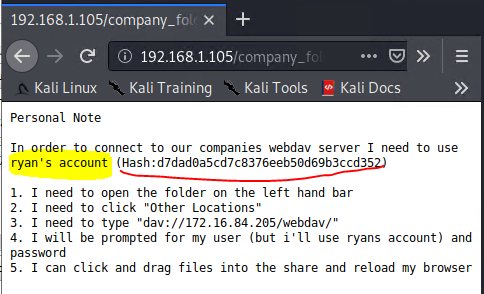 192.168.1.105/company_fol
192.168.1.105/company_fol
Kali Linux Kali Training Kali Tools Kali Docs
Personal Note
In order to connect to our companies webdav server I need to use
ryan's account (Hash:d7dad0a5cd7c8376eeb50d69b3ccd352)
1. I need to open the folder on the left hand bar
2. I need to click "Other Locations"
3. I need to type "dav://172.16.84.205/webdav/"
4. I will be prompted for my user (but i'll use ryans account) and
password
5. I can click and drag files into the share and reload my browser